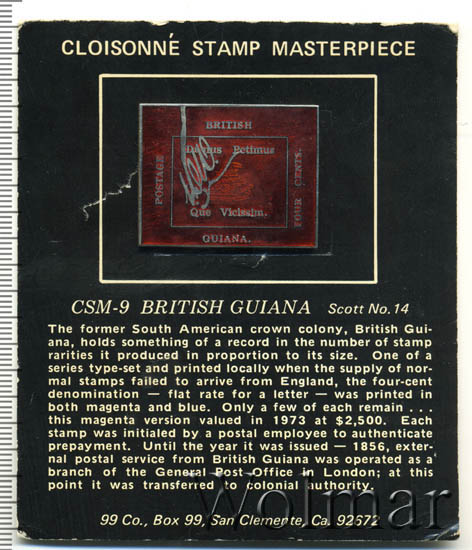 CLOISONNÉ STAMP MASTERPIECE
BRITISH
POSTAGE
Damus Petimus
Que Vicissim.
FOUR CENTS.
GUIANA.
CSM-9 BRITISH GUIANA Scott No. 14
The former South American crown colony, British Gui-
ana, holds something of a record in the number of stamp
rarities it produced in proportion to its size. One of a
series type-set and printed locally when the supply of nor-
mal stamps failed to arrive from England, the four-cent
denomination — flat rate for a letter — was printed in
both magenta and blue. Only a few of each remain . . .
this magenta version valued in 1973 at $2,500. Each
stamp was initialed by a postal employee to authenticate
prepayment. Until the year it was issued — 1856, exter-
nal postal service from British Guiana was operated as a
branch of the General Post Office in London; at this
point it was transferred to colonial authority.
99 Co., Box 99, San Clemente, Ca. 92672
Wolmar